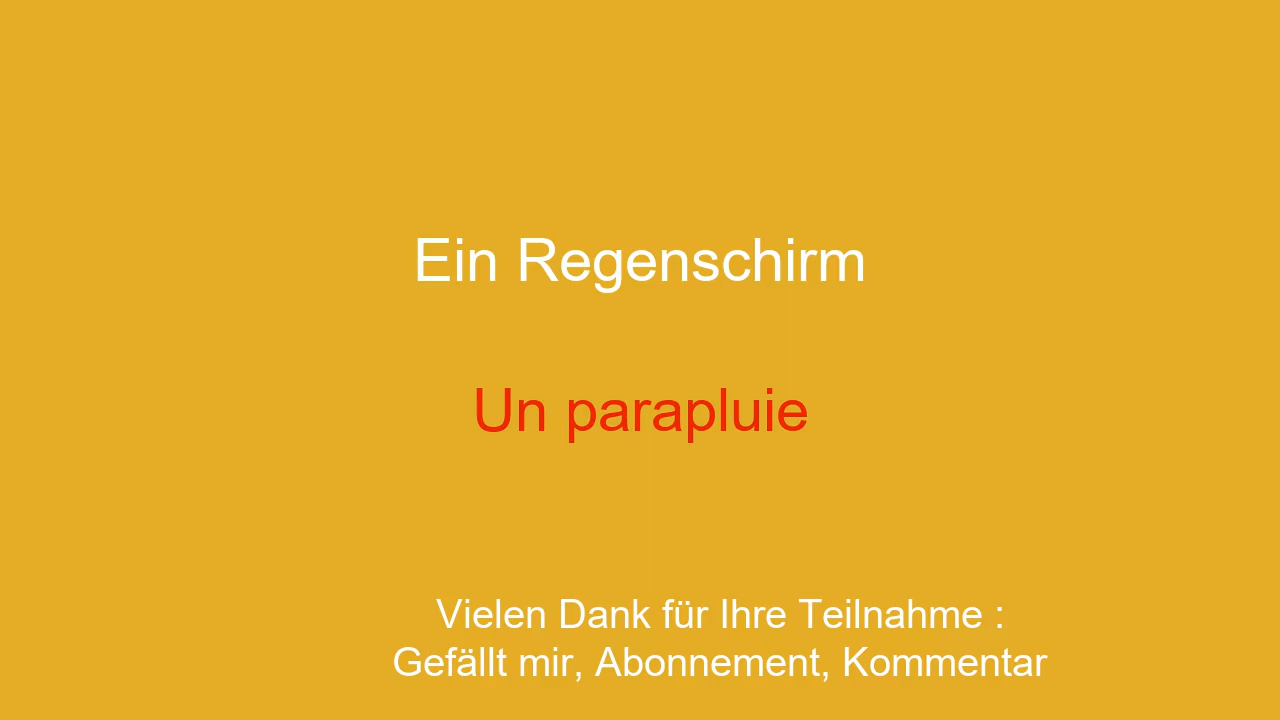 Ein Regenschirm
Un parapluie
Vielen Dank für Ihre Teilnahme :
Gefällt mir, Abonnement, Kommentar